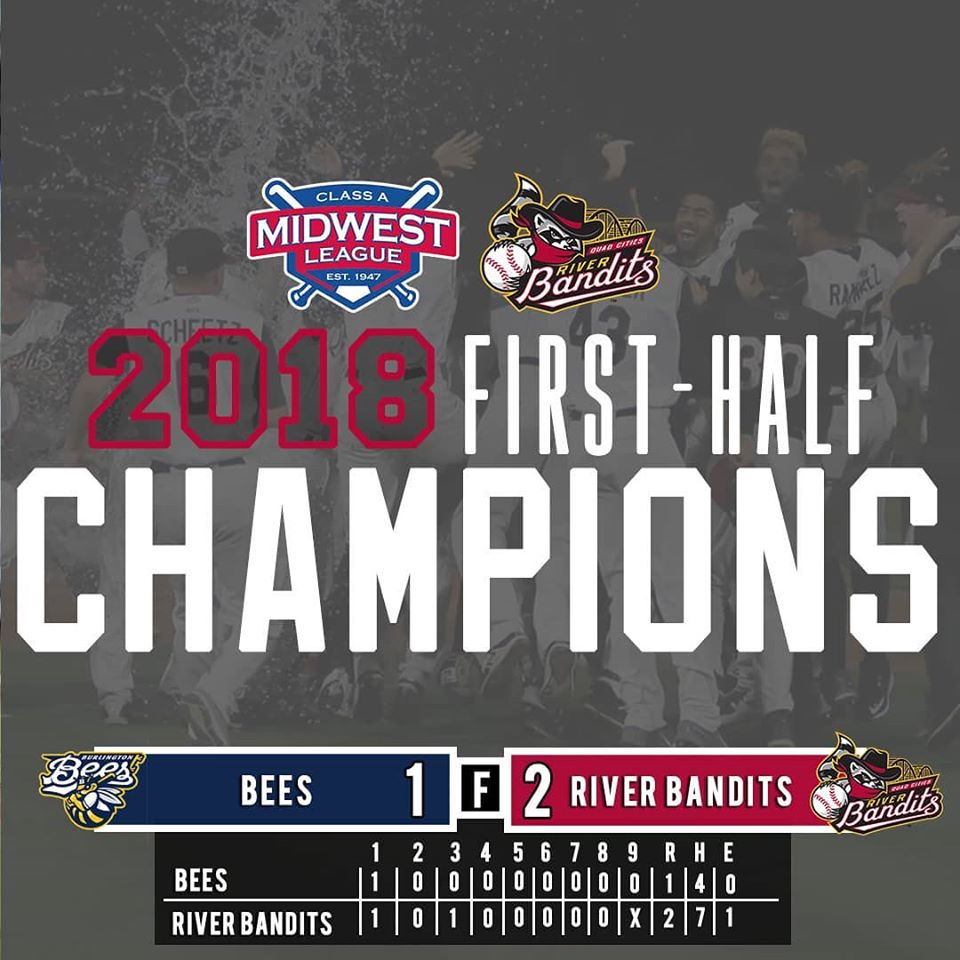 CLASS A
MIDWEST
LEAGUE
EST. 1947
QUAD CITIES
RIVER
Bandits
SCHEETZ
6
43
2018 FIRST-HALF
CHAMPIONS
BURLINGTON
Bees
BEES 1 F 2 RIVER BANDITS
QUAD CITIES
RIVER
Bandits
1 2 3 4 5 6 7 8 9 R H E
BEES 1 0 0 0 0 0 0 0 0 1 4 0
RIVER BANDITS 1 0 1 0 0 0 0 0 X 2 7 1